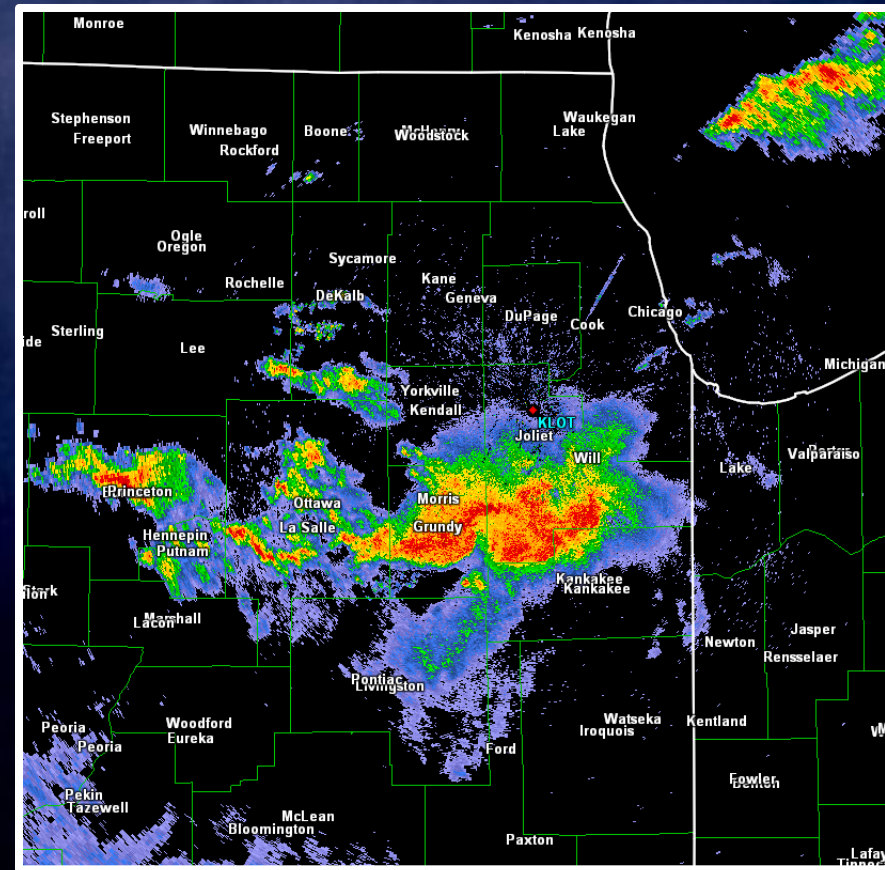 Monroe
Kenosha Kenosha
Stephenson
Freeport
Winnebago
Rockford
Boone
Woodstock
Waukegan
Lake
Ogle
Oregon
Sycamore
Rochelle
DeKalb
Kane
Geneva
DuPage
Cook
Chicago
Sterling
Lee
Michigan
Yorkville
Kendall
KLOT
Joliet
Will
Lake
Valparaiso
Princeton
Ottawa
Morris
La Salle
Grundy
Hennepin
Putnam
Kankakee
Kankakee
Marshall
Lacon
Newton
Jasper
Rensselaer
Pontiac
Livingston
Peoria
Peoria
Woodford
Eureka
Watseka
Iroquois
Kentland
Ford
Fowler
Benton
Pekin
Tazewell
McLean
Bloomington
Paxton